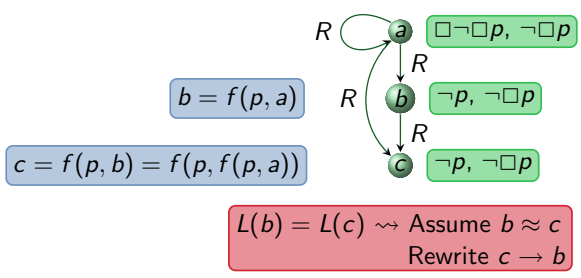 R a □¬□p, ¬□p
R
b = f(p, a) R b ¬p, ¬□p
R
c = f(p, b) = f(p, f(p, a)) c ¬p, ¬□p
L(b) = L(c) ⇝ Assume b ≈ c
Rewrite c → b